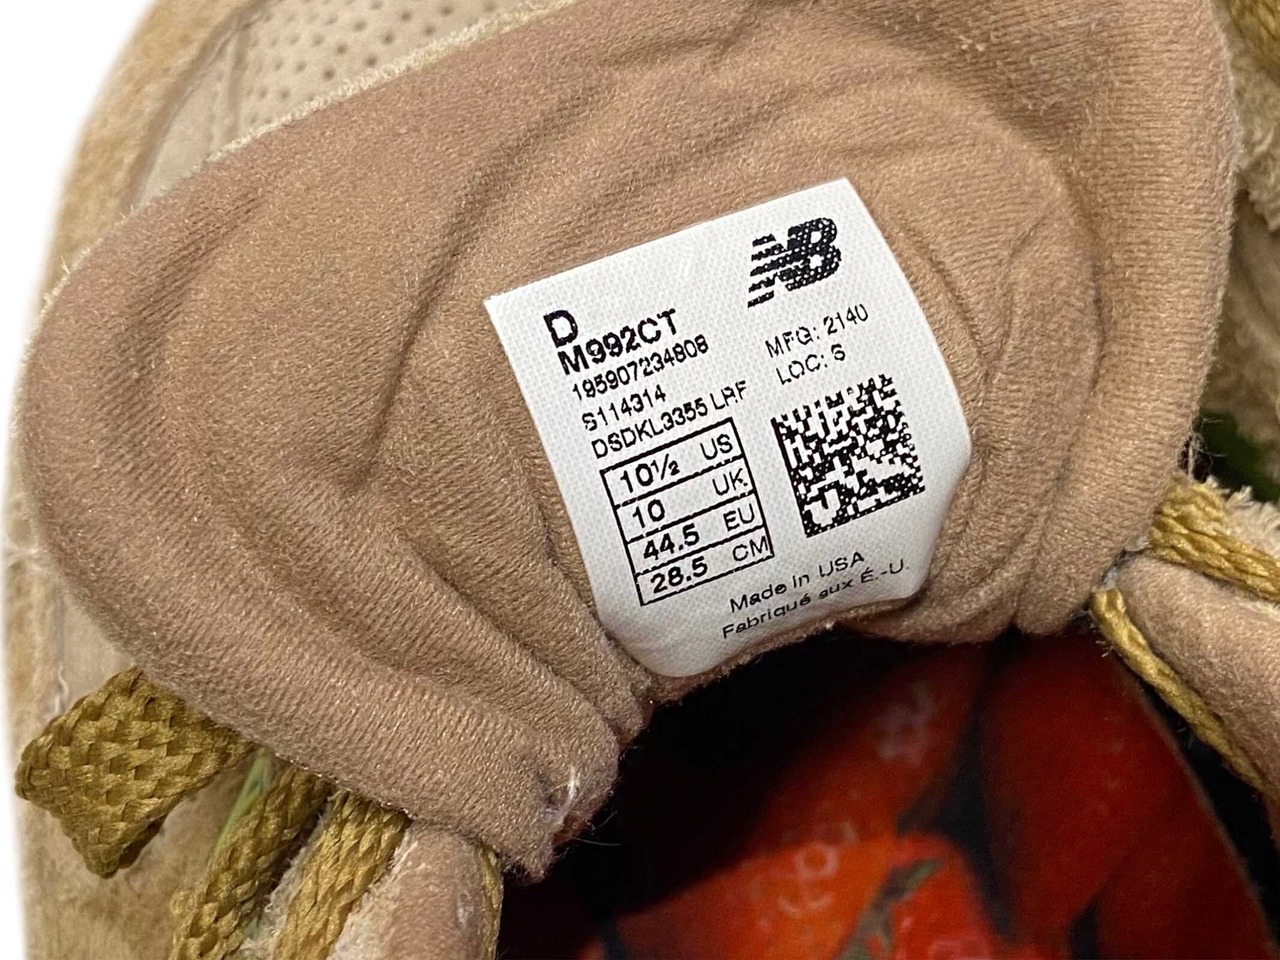 NB
D
M992CT
195907234808
S114314
DSDKL3355 LRF
10½ US
10 UK
44.5 EU
28.5 CM
MFG: 2140
LOC: S
Made in USA
Fabriqué aux É.-U.